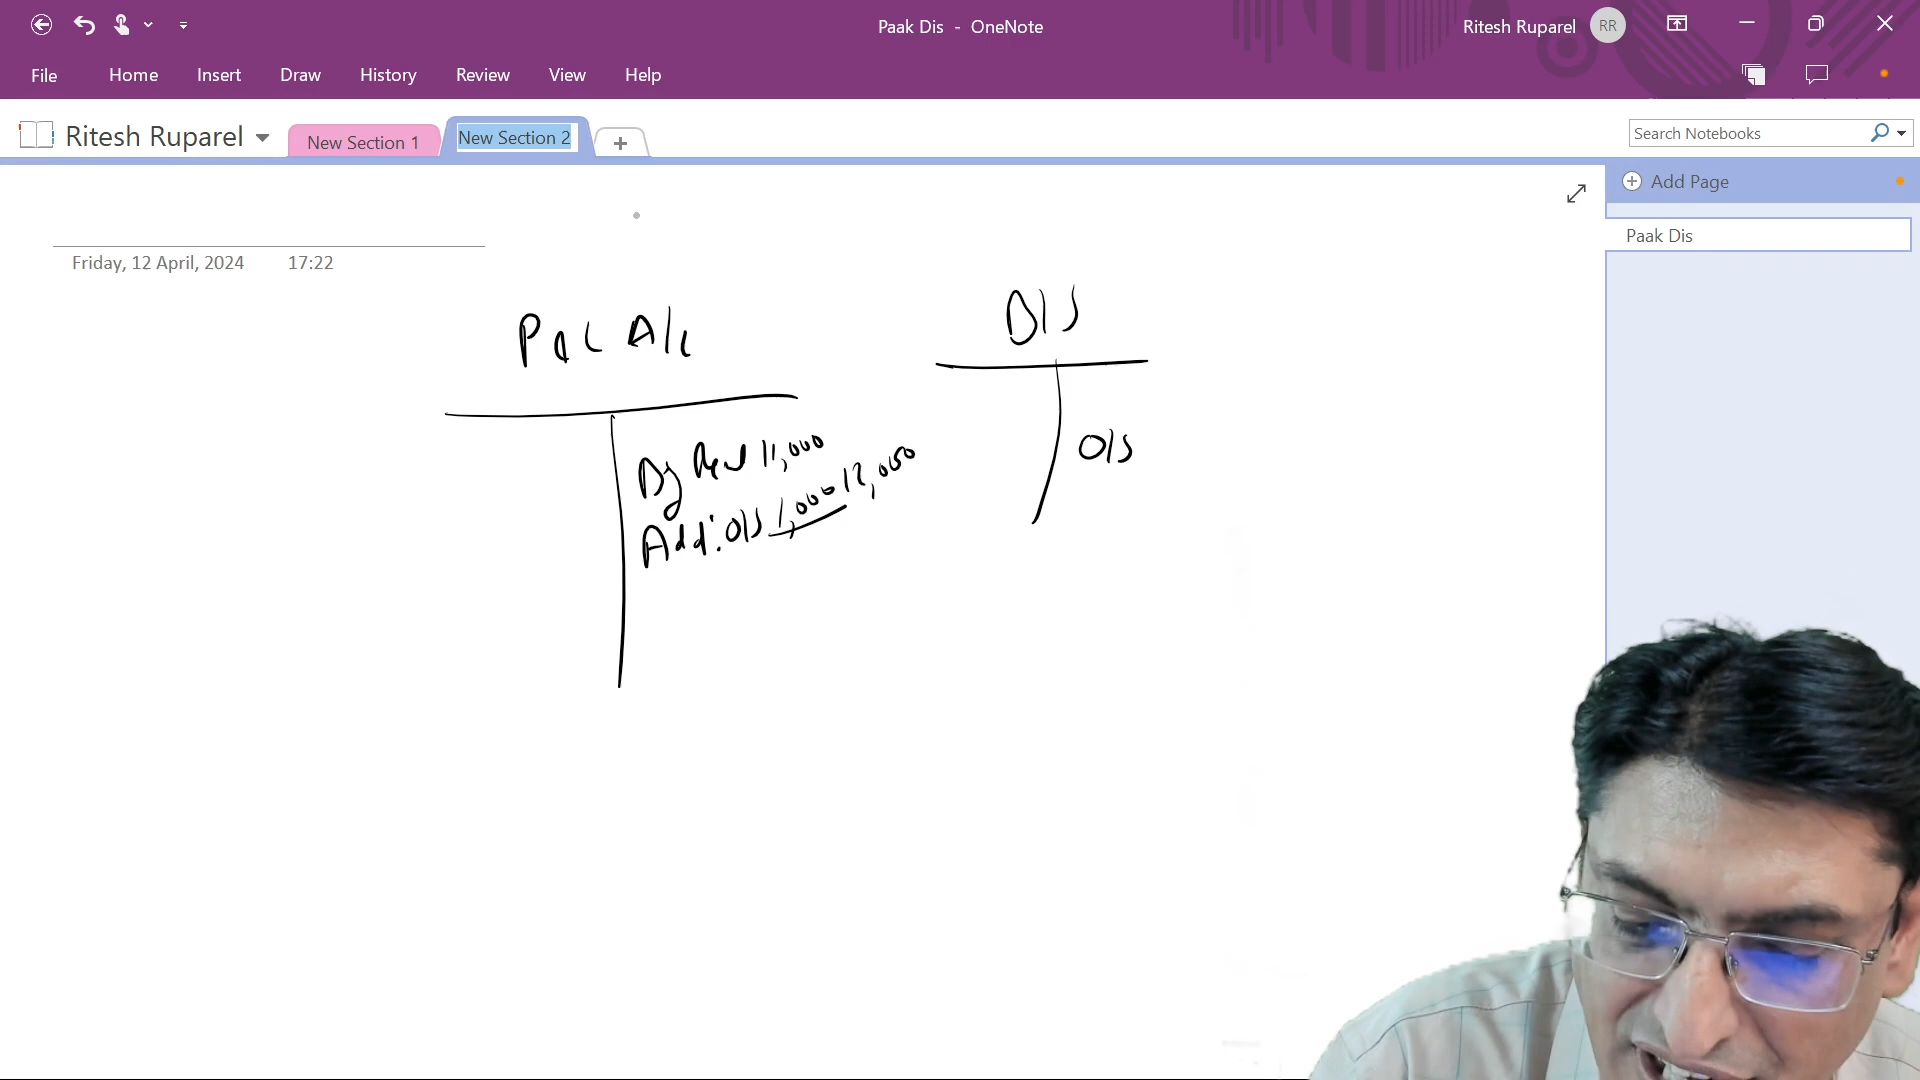 Paak Dis - OneNote
Ritesh Ruparel RR
File Home Insert Draw History Review View Help
Ritesh Ruparel New Section 1 New Section 2 +
Search Notebooks
Add Page
Paak Dis
Friday, 12 April, 2024 17:22
P&L A/c
B/S
By Rent 11,000
Add: O/S 1,000 12,000
O/S